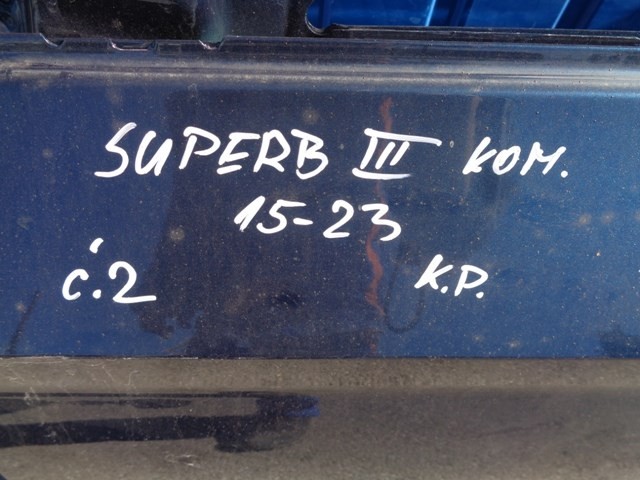 SUPERB III KOM.
15-23
č.2 K.P.